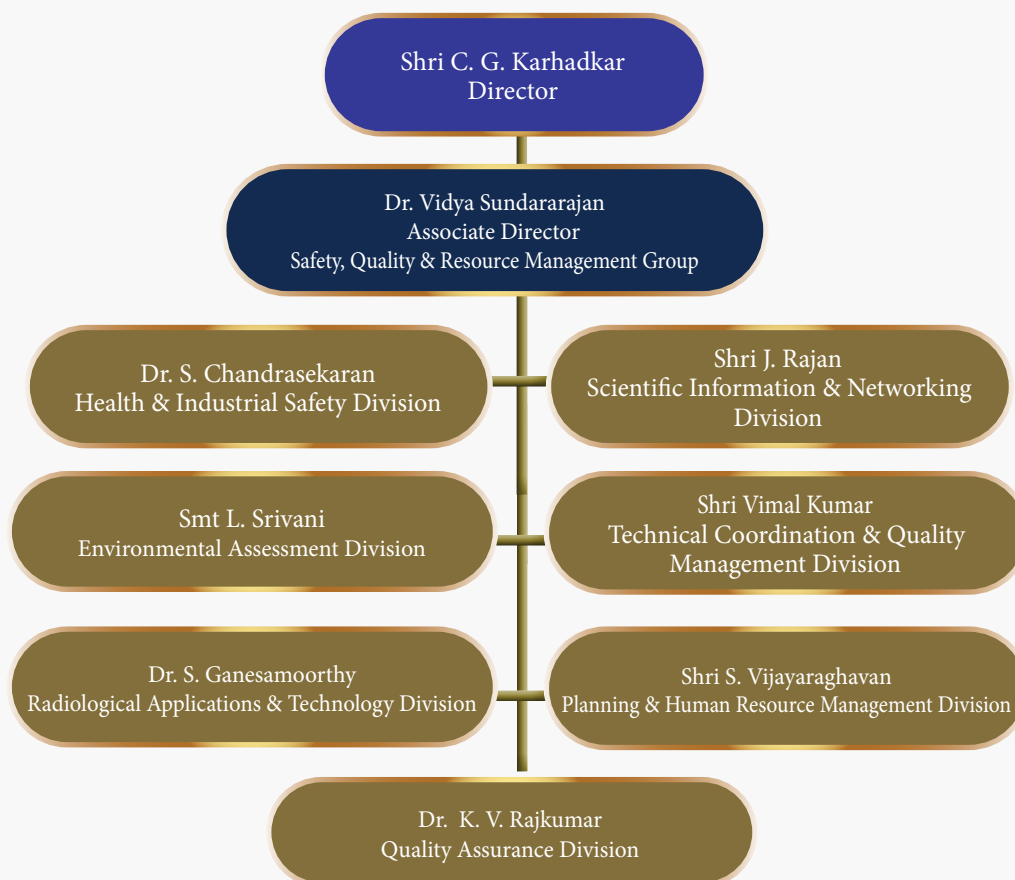 Shri C. G. Karhadkar
Director
Dr. Vidya Sundararajan
Associate Director
Safety, Quality & Resource Management Group
Dr. S. Chandrasekaran
Health & Industrial Safety Division
Shri J. Rajan
Scientific Information & Networking
Division
Smt L. Srivani
Environmental Assessment Division
Shri Vimal Kumar
Technical Coordination & Quality
Management Division
Dr. S. Ganesamoorthy
Radiological Applications & Technology Division
Shri S. Vijayaraghavan
Planning & Human Resource Management Division
Dr. K. V. Rajkumar
Quality Assurance Division